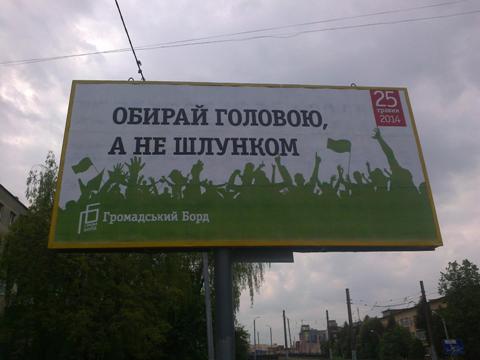 25
травня
2014
ОБИРАЙ ГОЛОВОЮ,
А НЕ ШЛУНКОМ
Громадський Борд